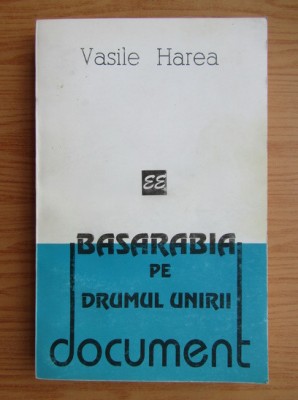 Vasile Harea
EE
BASARABIA
PE
DRUMUL UNIRII
document